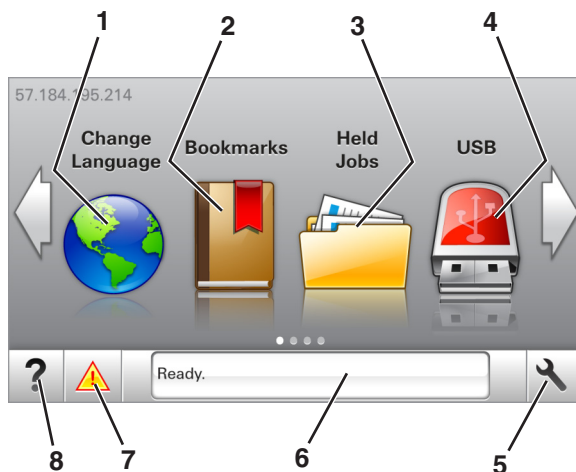 1
2
3
4
57.184.195.214
Change
Language
Bookmarks
Held
Jobs
USB
?
Ready.
8
7
6
5